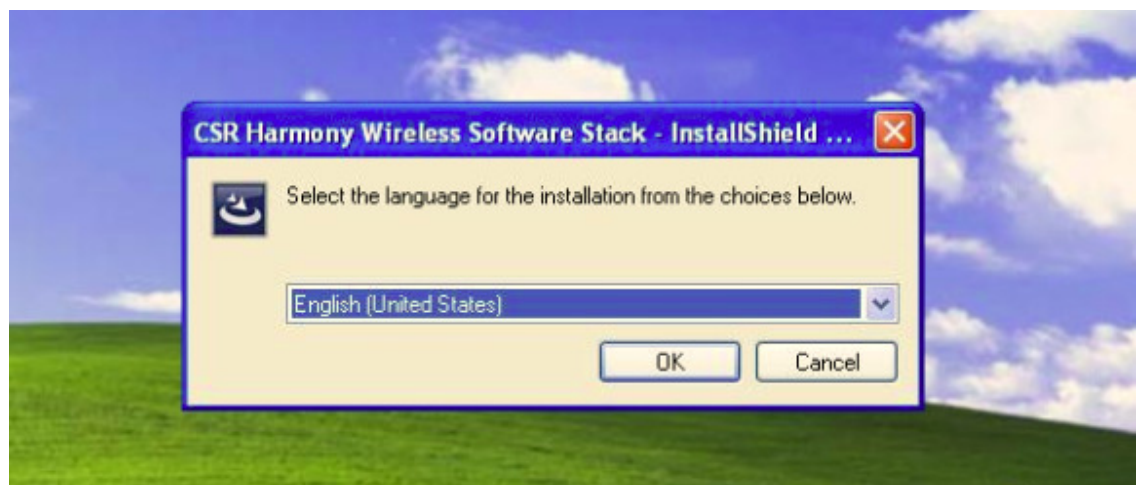 CSR Harmony Wireless Software Stack - InstallShield ...
Select the language for the installation from the choices below.
English (United States)
OK
Cancel